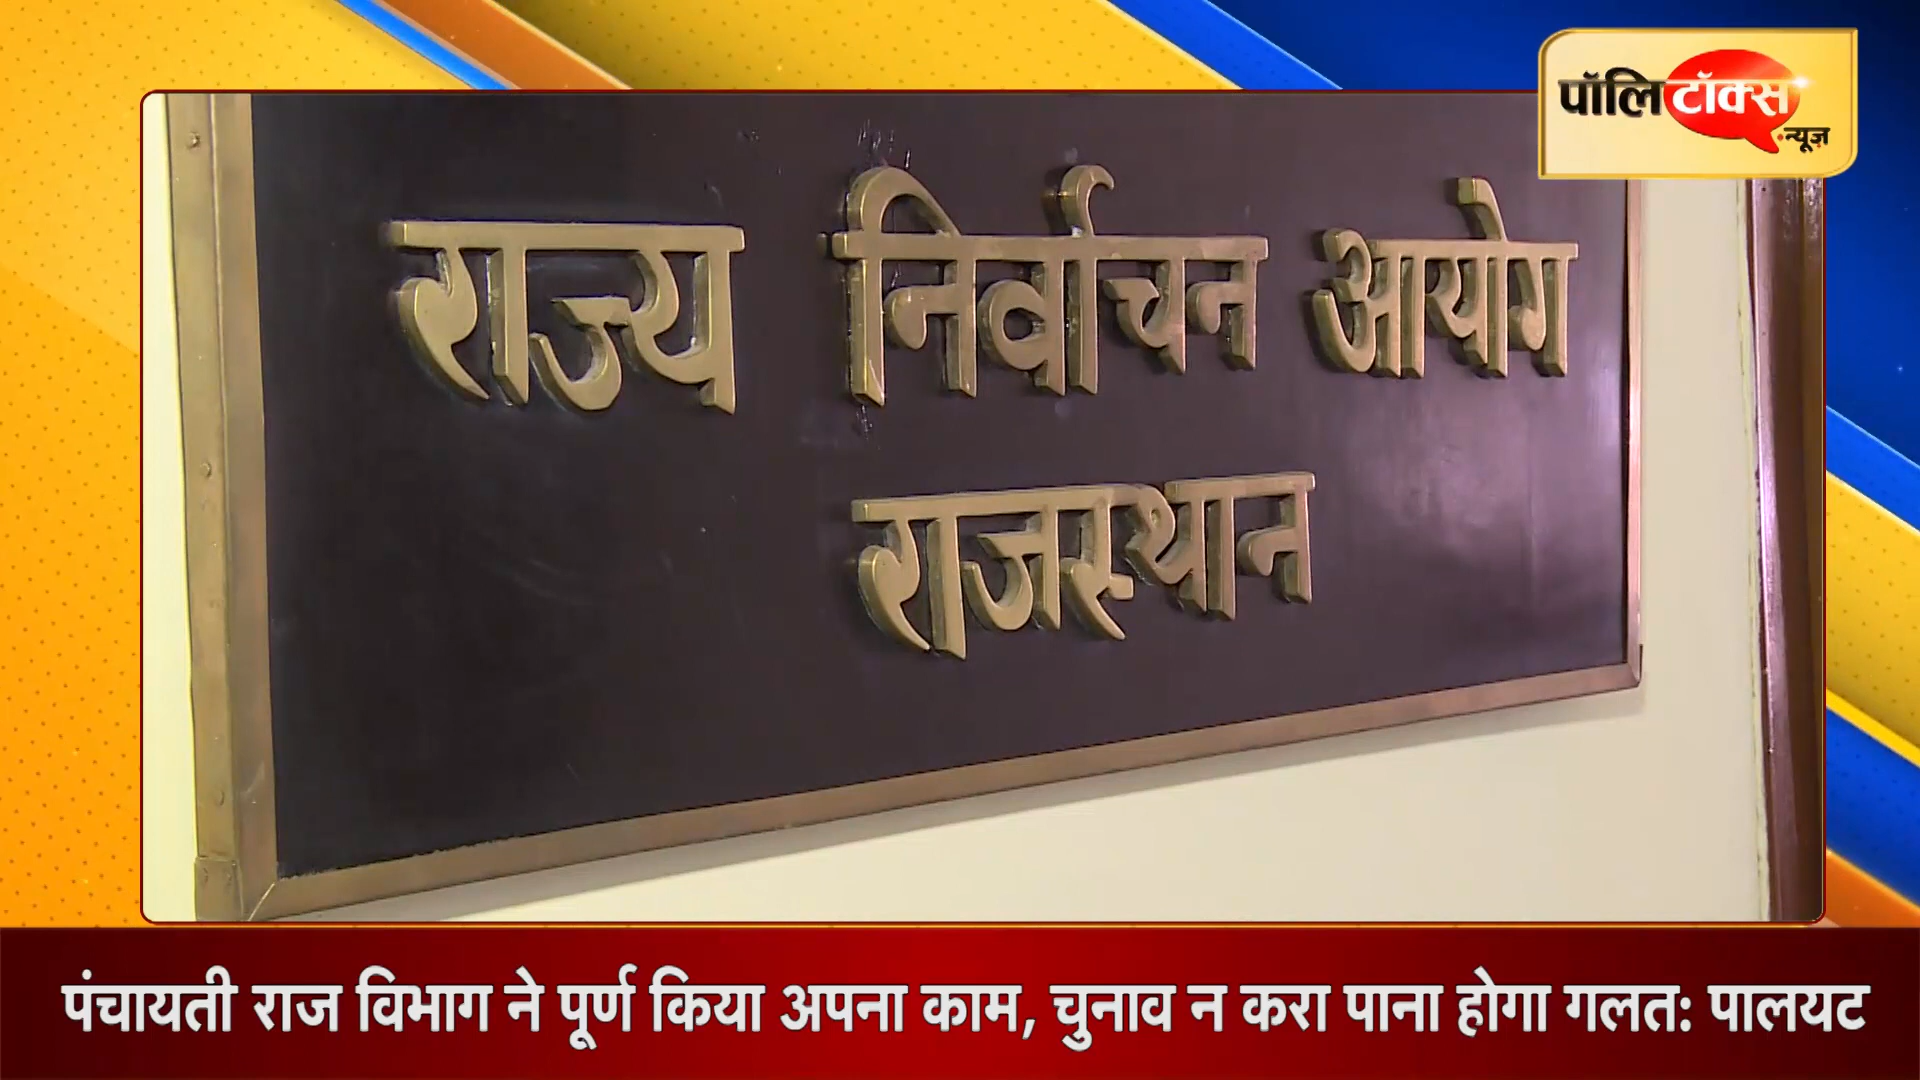 पॉलिटॉक्स
न्यूज़
राज्य निर्वाचन आयोग
राजस्थान
पंचायती राज विभाग ने पूर्ण किया अपना काम, चुनाव न करा पाना होगा गलत: पालयट